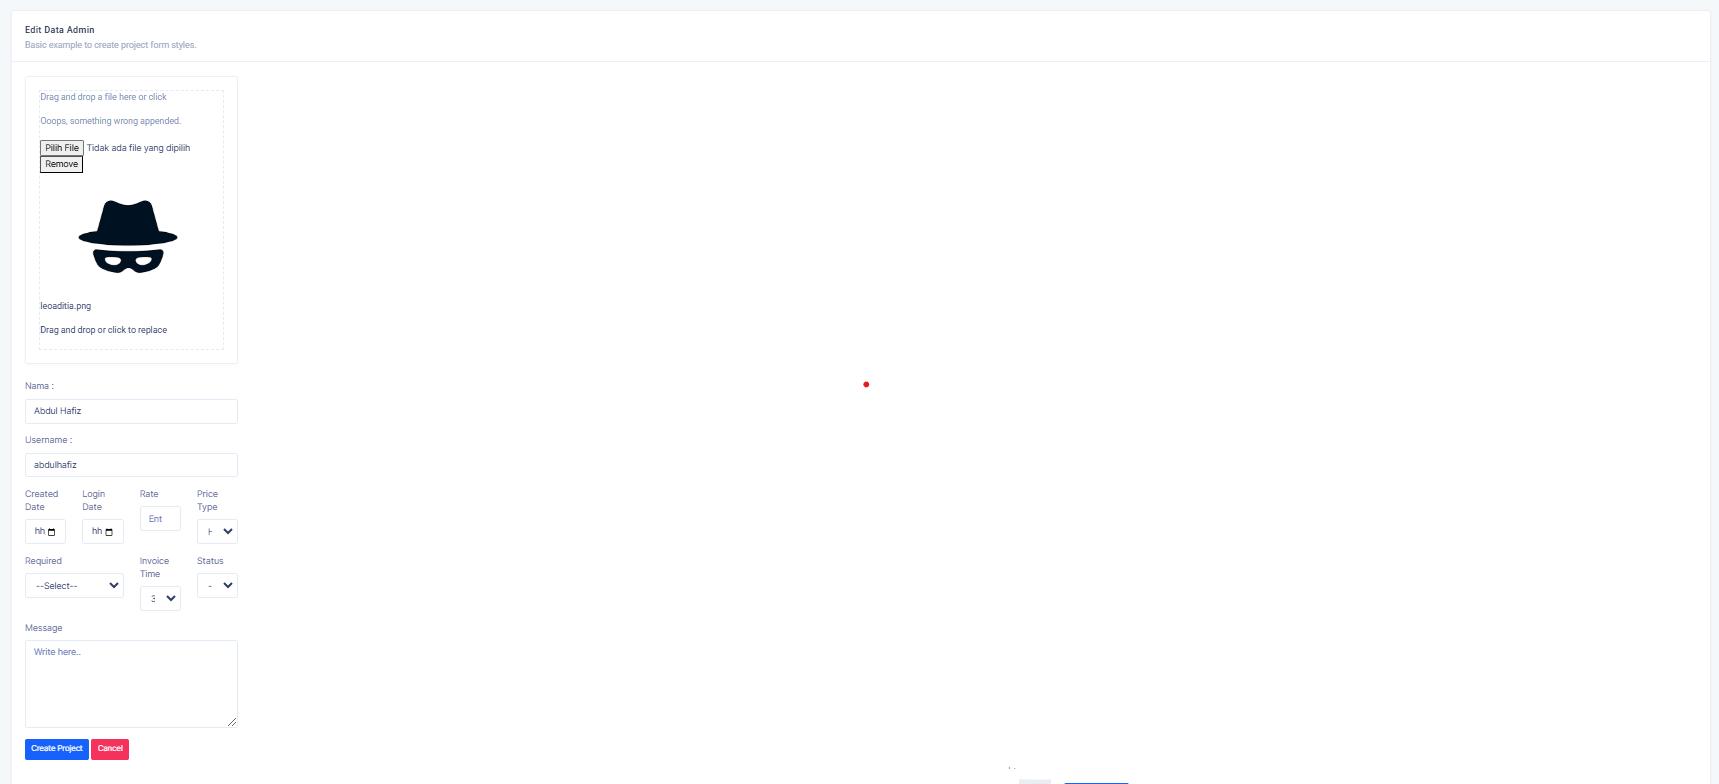 Edit Data Admin
Basic example to create project form styles.
Drag and drop a file here or click
Ooops, something wrong appended.
Pilih File Tidak ada file yang dipilih
Remove
leoaditia.png
Drag and drop or click to replace
Nama :
Abdul Hafiz
Username :
abdulhafiz
Created Date
Login Date
Rate
Price Type
hh
hh
Ent
Required
Invoice Time
Status
--Select--
3
-
Message
Write here..
Create Project Cancel